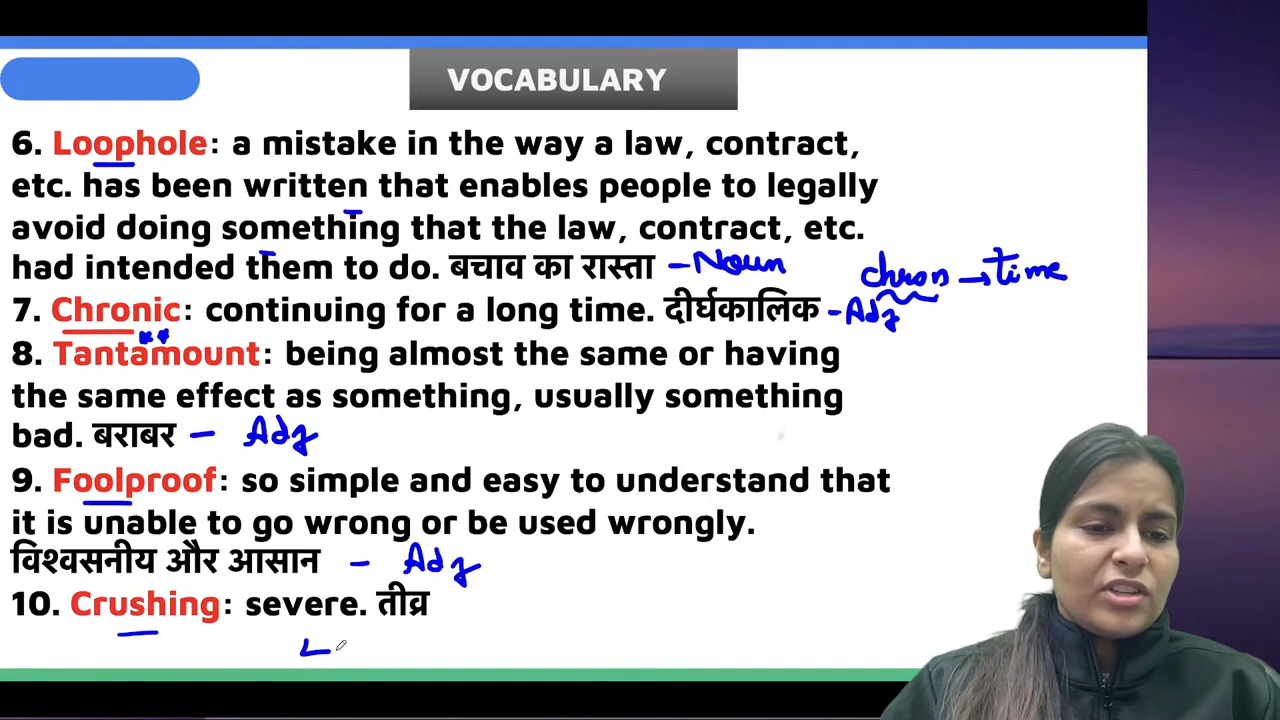 VOCABULARY
6. Loophole: a mistake in the way a law, contract,
etc. has been written that enables people to legally
avoid doing something that the law, contract, etc.
had intended them to do. बचाव का रास्ता - Noun
chron → time
7. Chronic: continuing for a long time. दीर्घकालिक - Adj
8. Tantamount: being almost the same or having
the same effect as something, usually something
bad. बराबर - Adj
9. Foolproof: so simple and easy to understand that
it is unable to go wrong or be used wrongly.
विश्वसनीय और आसान - Adj
10. Crushing: severe. तीव्र